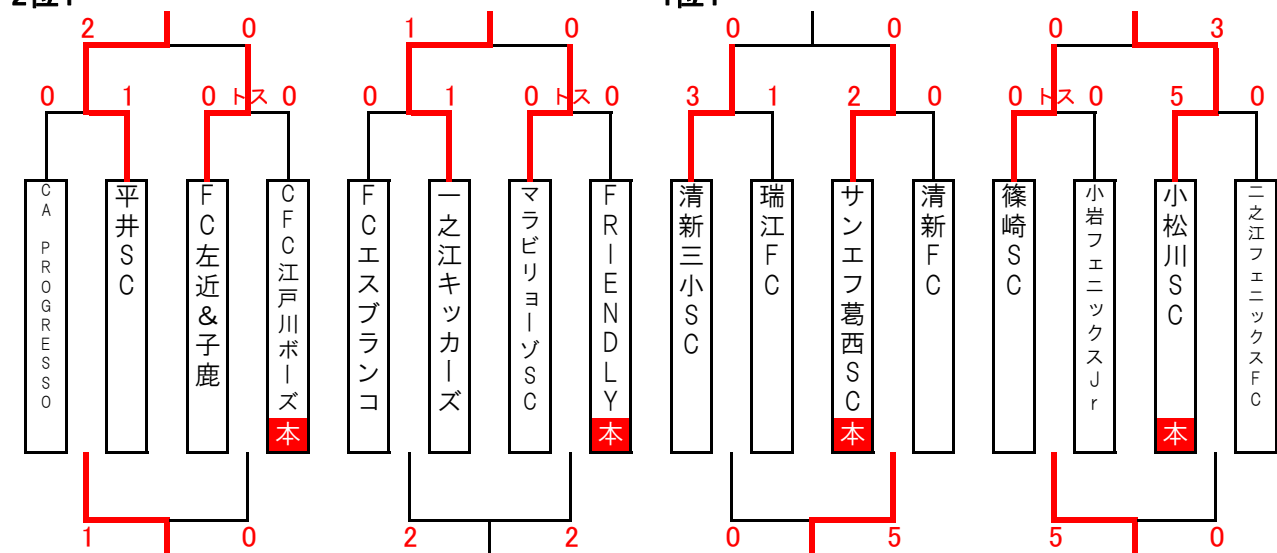 2 0 1 0 0 0 0 3
0 1 0 トス 0 0 1 0 トス 0 3 1 2 0 0 トス 0 5 0
CA PROGRESSO
平井SC
FC左近&子鹿
CFC江戸川ボーズ
本
FCエスブランコ
一之江キッカーズ
マラビリョーゾSC
FRIENDLY
本
清新三小SC
瑞江FC
サンエフ葛西SC
本
清新FC
篠崎SC
小岩フェニックスJr
小松川SC
本
二之江フェニックスFC
1 0 2 2 0 5 5 0